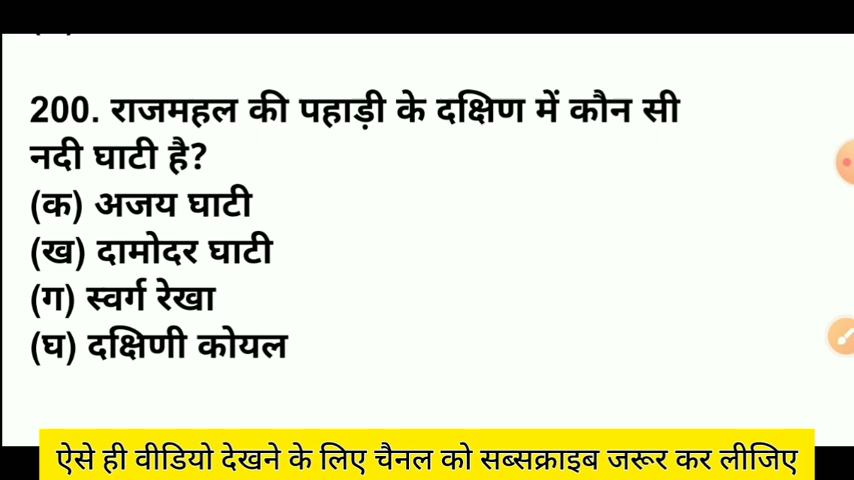 200. राजमहल की पहाड़ी के दक्षिण में कौन सी
नदी घाटी है?
(क) अजय घाटी
(ख) दामोदर घाटी
(ग) स्वर्ग रेखा
(घ) दक्षिणी कोयल
ऐसे ही वीडियो देखने के लिए चैनल को सब्सक्राइब जरूर कर लीजिए